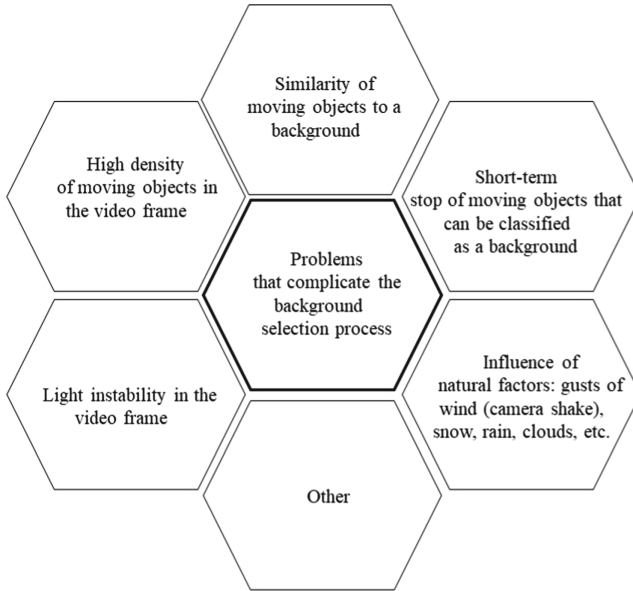 Similarity of
moving objects to a
background
High density
of moving objects in
the video frame
Short-term
stop of moving objects that
can be classified
as a background
Problems
that complicate the
background
selection process
Light instability in the
video frame
Influence of
natural factors: gusts of
wind (camera shake),
snow, rain, clouds, etc.
Other